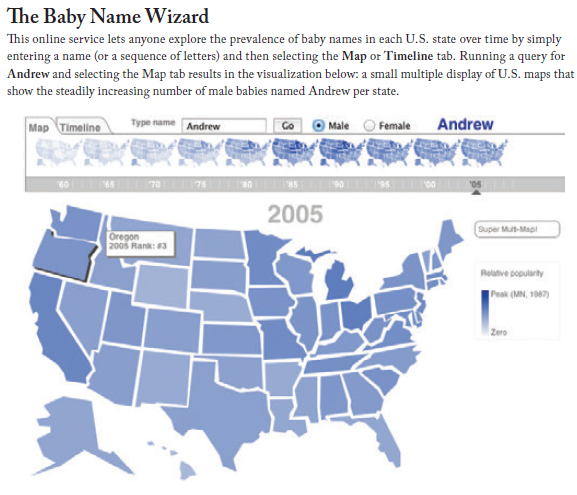 The Baby Name Wizard
This online service lets anyone explore the prevalence of baby names in each U.S. state over time by simply
entering a name (or a sequence of letters) and then selecting the Map or Timeline tab. Running a query for
Andrew and selecting the Map tab results in the visualization below: a small multiple display of U.S. maps that
show the steadily increasing number of male babies named Andrew per state.
Map Timeline Type name Andrew Go Male Female Andrew
'60 '65 '70 '75 '80 '85 '90 '95 '00 '05
2005
Super Multi-Map!
Oregon
2005 Rank: #3
Relative popularity
Peak (MN, 1987)
Zero